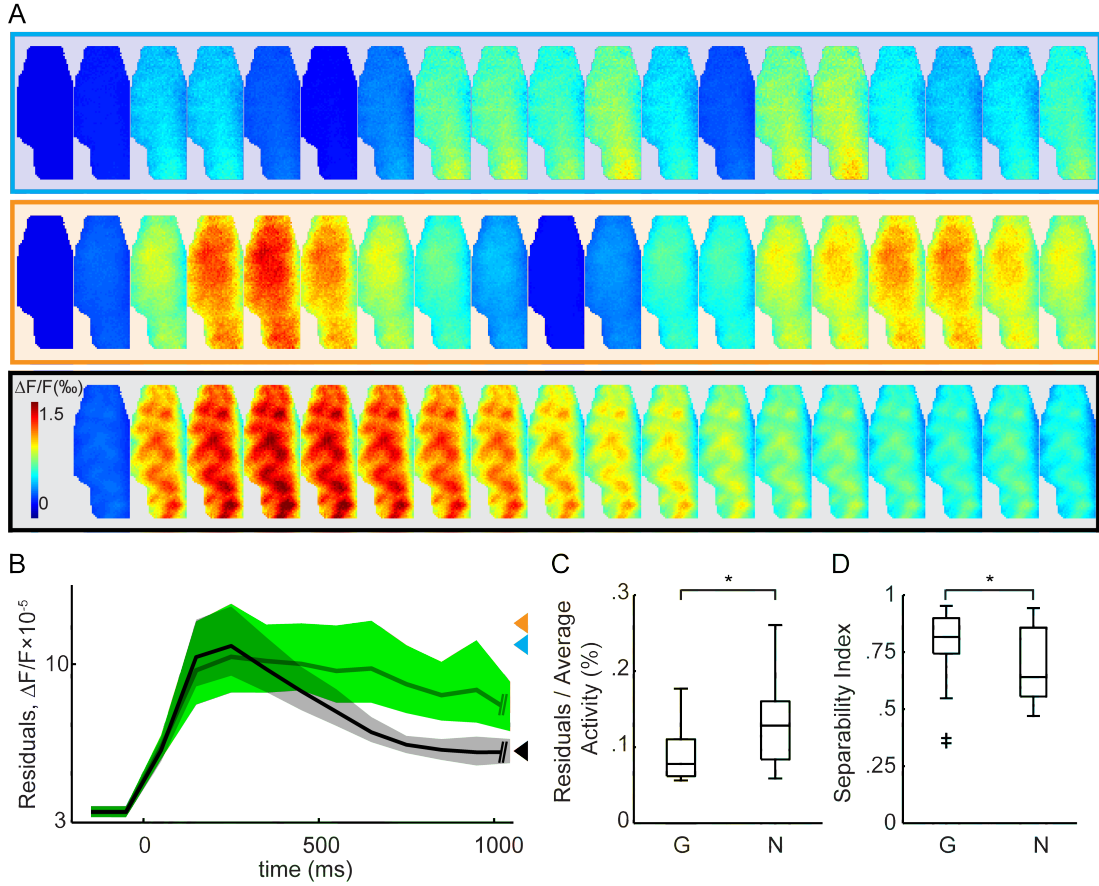 A
ΔF/F(‰)
1.5
0
B
Residuals, ΔF/F×10⁻⁵
10
3
0
500
1000
time (ms)
C
Residuals / Average
Activity (%)
.3
.2
.1
0
*
G
N
D
Separability Index
1
.75
.5
.25
0
*
G
N